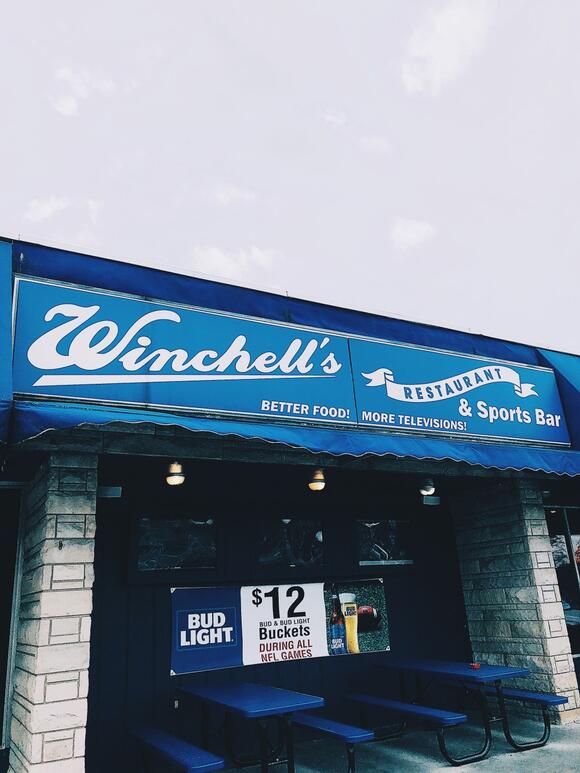 Winchell's
RESTAURANT
& Sports Bar
BETTER FOOD! MORE TELEVISIONS!
BUD
LIGHT
$12
BUD & BUD LIGHT
Buckets
DURING ALL
NFL GAMES